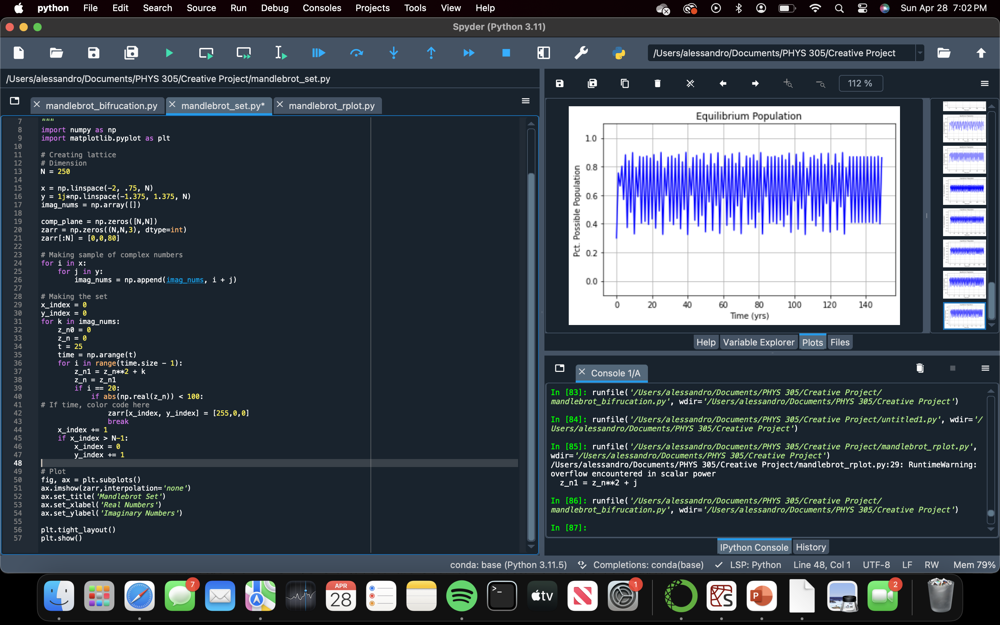 python File Edit Search Source Run Debug Consoles Projects Tools View Help Sun Apr 28 7:02 PM
Spyder (Python 3.11)
/Users/alessandro/Documents/PHYS 305/Creative Project
/Users/alessandro/Documents/PHYS 305/Creative Project/mandlebrot_set.py
mandlebrot_bifrucation.py mandlebrot_set.py* mandlebrot_rplot.py
7 """
8 import numpy as np
9 import matplotlib.pyplot as plt
10
11 # Creating lattice
12 # Dimension
13 N = 250
14
15 x = np.linspace(-2, .75, N)
16 y = 1j*np.linspace(-1.375, 1.375, N)
17 imag_nums = np.array([])
18
19 comp_plane = np.zeros([N,N])
20 zarr = np.zeros((N,N,3), dtype=int)
21 zarr[:N] = [0,0,80]
22
23 # Making sample of complex numbers
24 for i in x:
25     for j in y:
26         imag_nums = np.append(imag_nums, i + j)
27
28 # Making the set
29 x_index = 0
30 y_index = 0
31 for k in imag_nums:
32     z_n0 = 0
33     z_n = 0
34     t = 25
35     time = np.arange(t)
36     for i in range(time.size - 1):
37         z_n1 = z_n**2 + k
38         z_n = z_n1
39         if i == 20:
40             if abs(np.real(z_n)) < 100:
41 # If time, color code here
42                 zarr[x_index, y_index] = [255,0,0]
43                 break
44     x_index += 1
45     if x_index > N-1:
46         x_index = 0
47         y_index += 1
48
49 # Plot
50 fig, ax = plt.subplots()
51 ax.imshow(zarr,interpolation='none')
52 ax.set_title('Mandlebrot Set')
53 ax.set_xlabel('Real Numbers')
54 ax.set_ylabel('Imaginary Numbers')
55
56 plt.tight_layout()
57 plt.show()
112 %
Equilibrium Population
Pct. Possible Population
1.0
0.8
0.6
0.4
0.2
0.0
0 20 40 60 80 100 120 140
Time (yrs)
Help Variable Explorer Plots Files
Console 1/A
In [83]: runfile('/Users/alessandro/Documents/PHYS 305/Creative Project/
mandlebrot_bifrucation.py', wdir='/Users/alessandro/Documents/PHYS 305/Creative Project')
In [84]: runfile('/Users/alessandro/Documents/PHYS 305/Creative Project/untitled1.py', wdir='/
Users/alessandro/Documents/PHYS 305/Creative Project')
In [85]: runfile('/Users/alessandro/Documents/PHYS 305/Creative Project/mandlebrot_rplot.py',
wdir='/Users/alessandro/Documents/PHYS 305/Creative Project')
/Users/alessandro/Documents/PHYS 305/Creative Project/mandlebrot_rplot.py:29: RuntimeWarning:
overflow encountered in scalar power
  z_n1 = z_n**2 + j
In [86]: runfile('/Users/alessandro/Documents/PHYS 305/Creative Project/
mandlebrot_bifrucation.py', wdir='/Users/alessandro/Documents/PHYS 305/Creative Project')
In [87]:
IPython Console History
conda: base (Python 3.11.5) Completions: conda(base) LSP: Python Line 48, Col 1 UTF-8 LF RW Mem 79%
7
APR
28
>_
tv
1
S
P
2